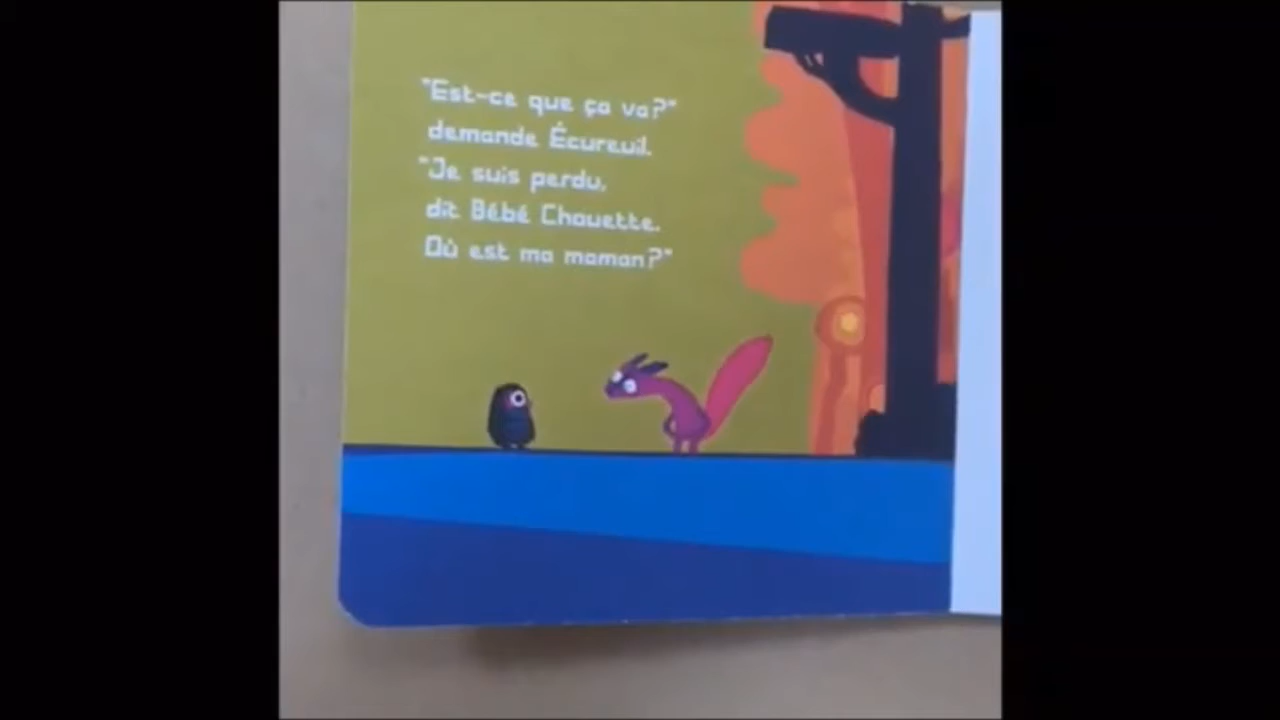 "Est-ce que ça va?"
demande Écureuil.
"Je suis perdu,
dit Bébé Chouette.
Où est ma maman?"